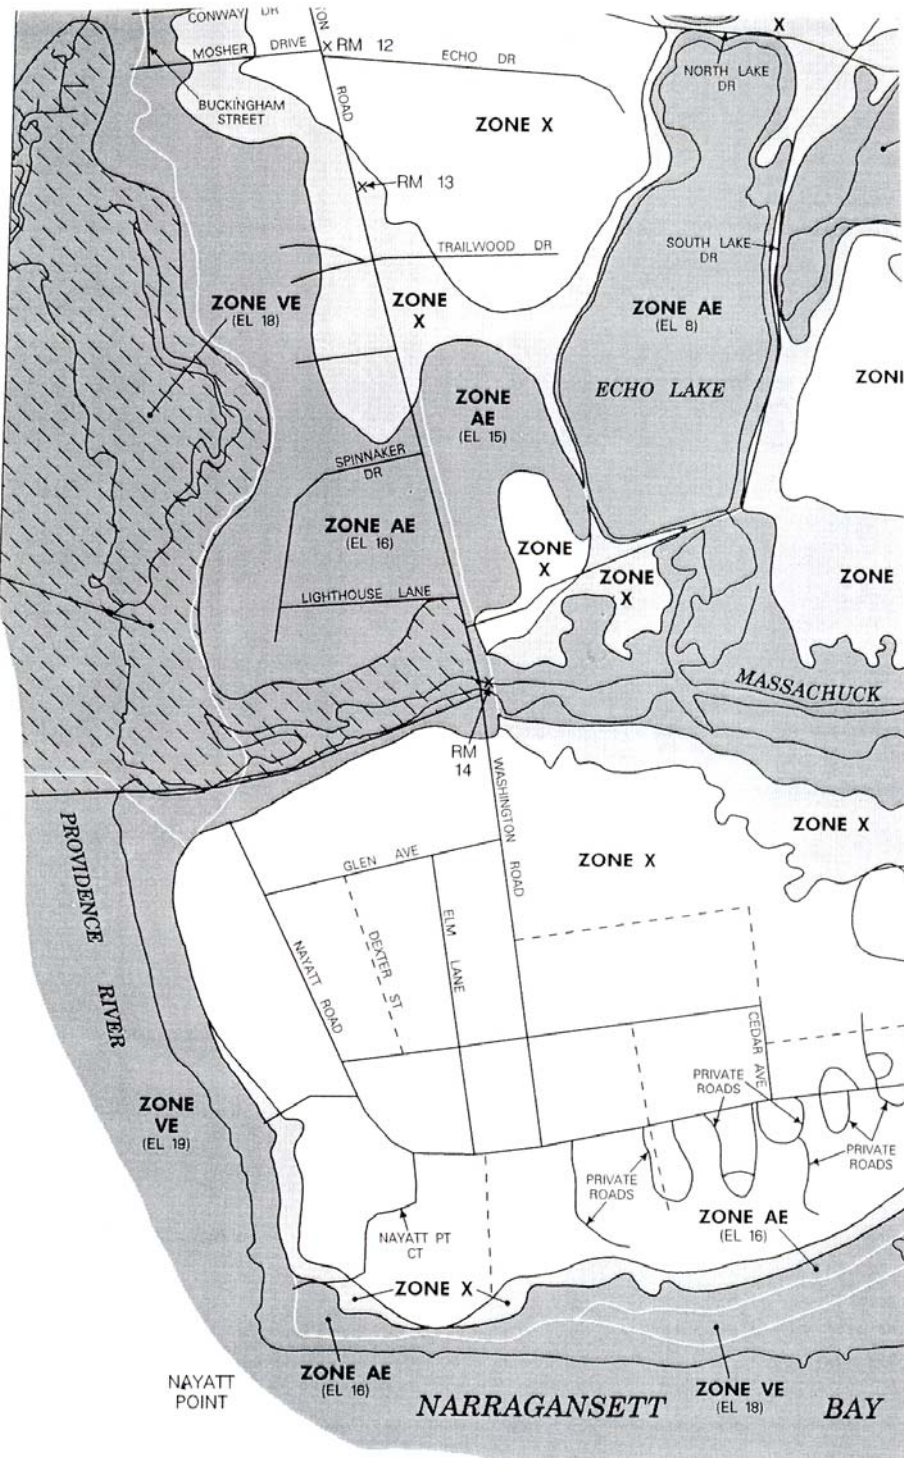 CONWAY DR
TON
X
MOSHER DRIVE
X RM 12
ECHO DR
NORTH LAKE
DR
BUCKINGHAM
STREET
ROAD
ZONE X
X RM 13
TRAILWOOD DR
SOUTH LAKE
DR
ZONE VE
(EL 18)
ZONE
X
ZONE AE
(EL 8)
ECHO LAKE
ZONE
AE
(EL 15)
ZONI
SPINNAKER
DR
ZONE AE
(EL 16)
ZONE
X
ZONE
X
ZONE
LIGHTHOUSE LANE
MASSACHUCK
X
RM
14
WASHINGTON ROAD
PROVIDENCE RIVER
ZONE X
ZONE X
GLEN AVE
DEXTER ST
ELM LANE
NAYATT ROAD
CEDAR AVE
ZONE
VE
(EL 19)
PRIVATE
ROADS
PRIVATE
ROADS
PRIVATE
ROADS
NAYATT PT
CT
ZONE AE
(EL 16)
ZONE X
ZONE AE
(EL 16)
ZONE VE
(EL 18)
NAYATT
POINT
NARRAGANSETT BAY